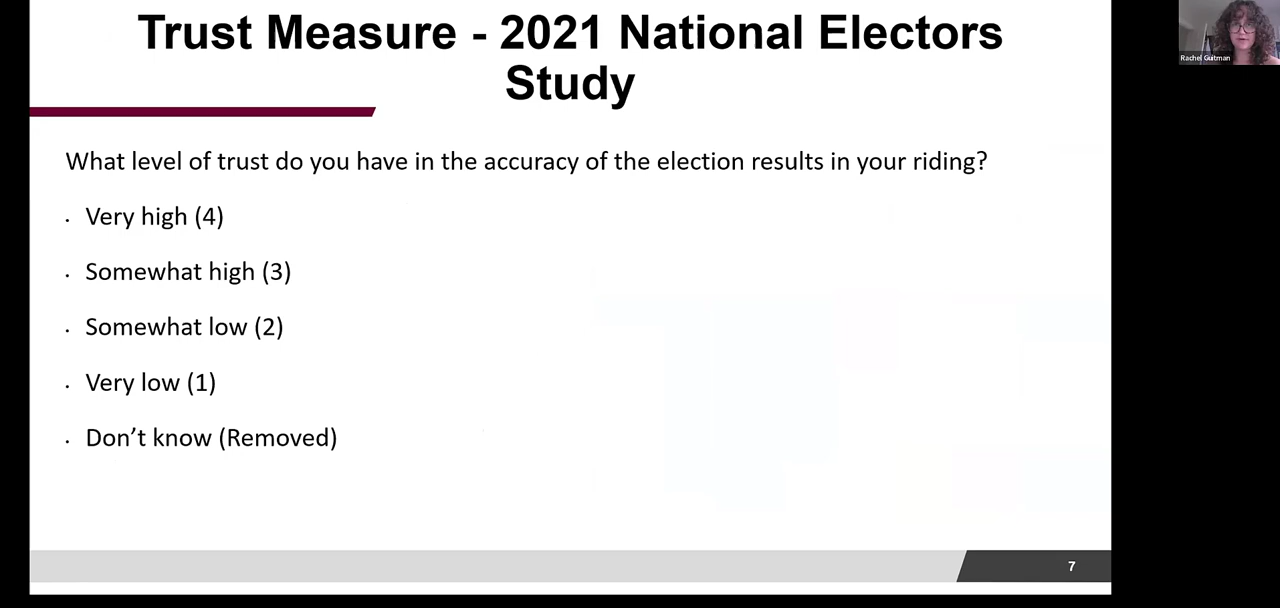 Trust Measure - 2021 National Electors
Study
Rachel Guitman
What level of trust do you have in the accuracy of the election results in your riding?
• Very high (4)
• Somewhat high (3)
• Somewhat low (2)
• Very low (1)
• Don’t know (Removed)
7